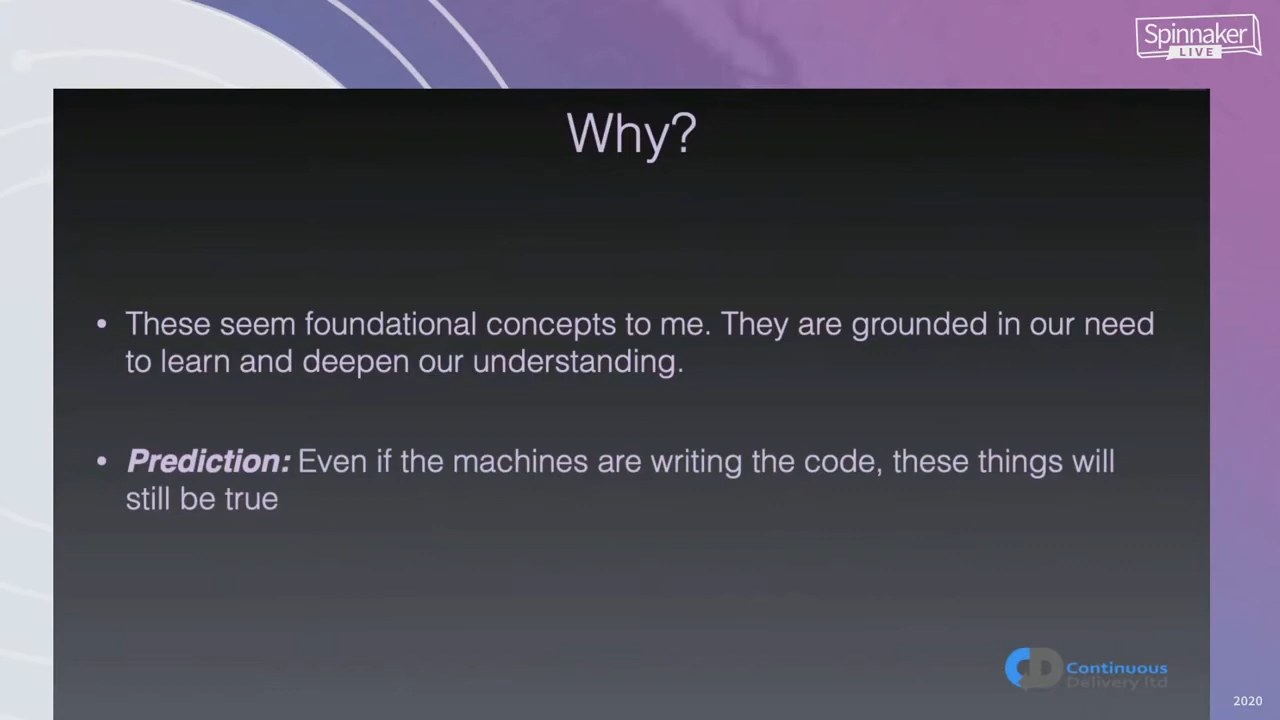 Spinnaker
LIVE
Why?
• These seem foundational concepts to me. They are grounded in our need
to learn and deepen our understanding.
• Prediction: Even if the machines are writing the code, these things will
still be true
CD Continuous
Delivery ltd
2020